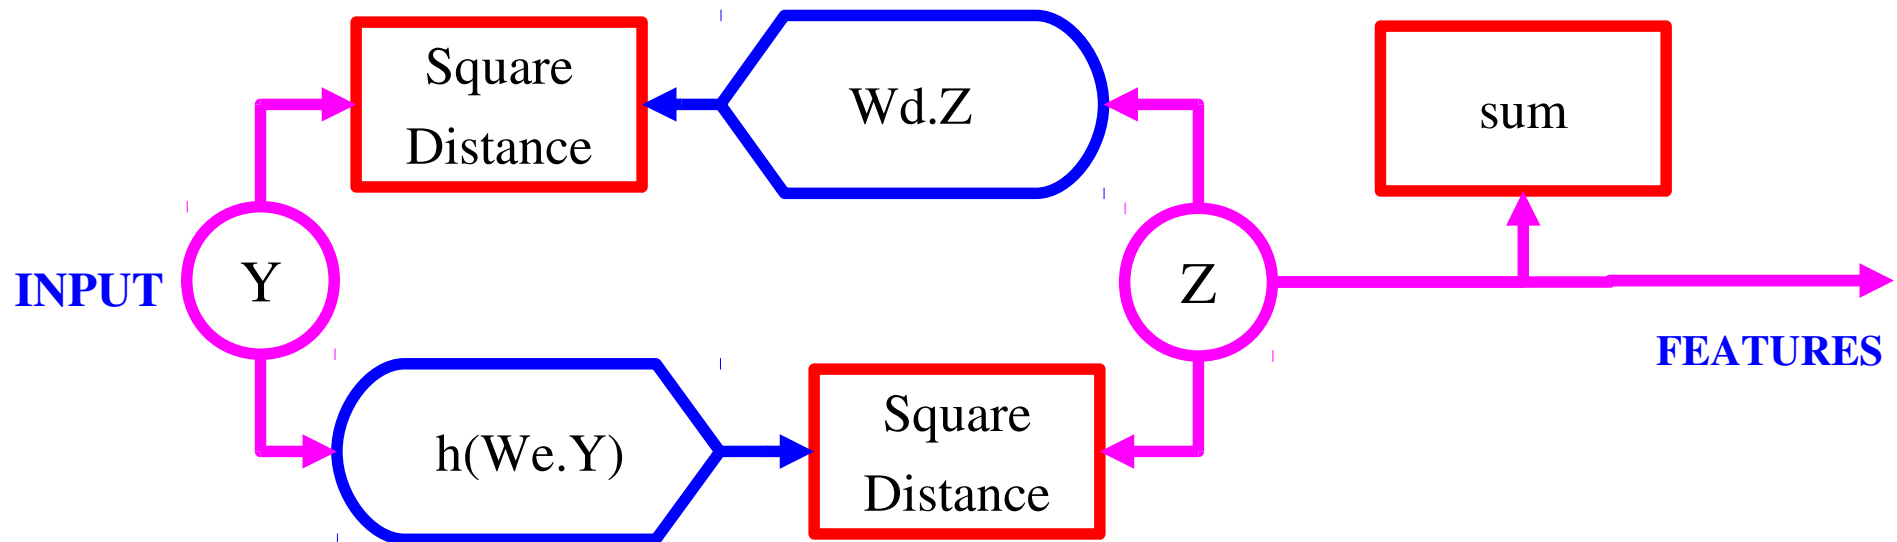 Square
Distance
Wd.Z
sum
INPUT
Y
Z
FEATURES
h(We.Y)
Square
Distance